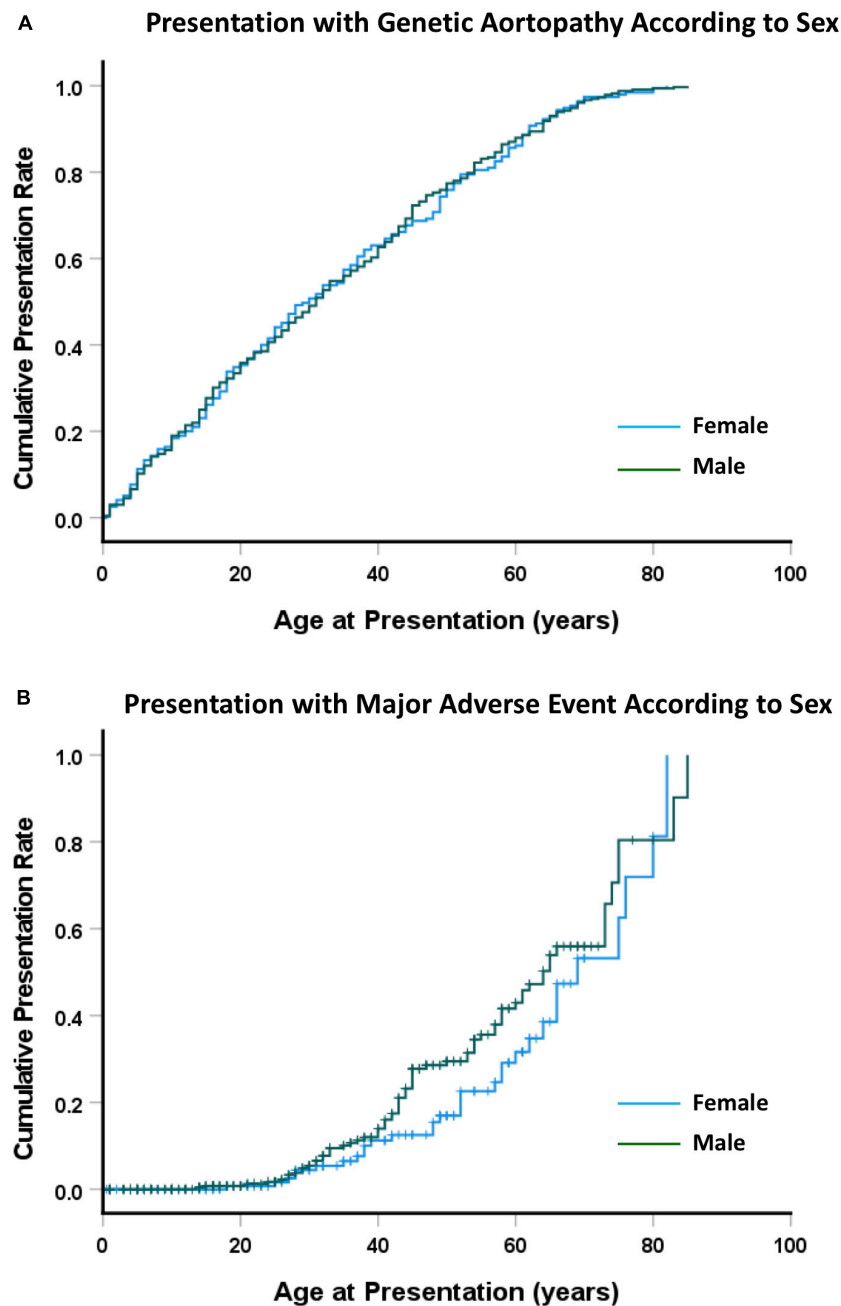 A
Presentation with Genetic Aortopathy According to Sex
Cumulative Presentation Rate
1.0
0.8
0.6
0.4
0.2
0.0
Female
Male
0 20 40 60 80 100
Age at Presentation (years)
B
Presentation with Major Adverse Event According to Sex
Cumulative Presentation Rate
1.0
0.8
0.6
0.4
0.2
0.0
Female
Male
0 20 40 60 80 100
Age at Presentation (years)